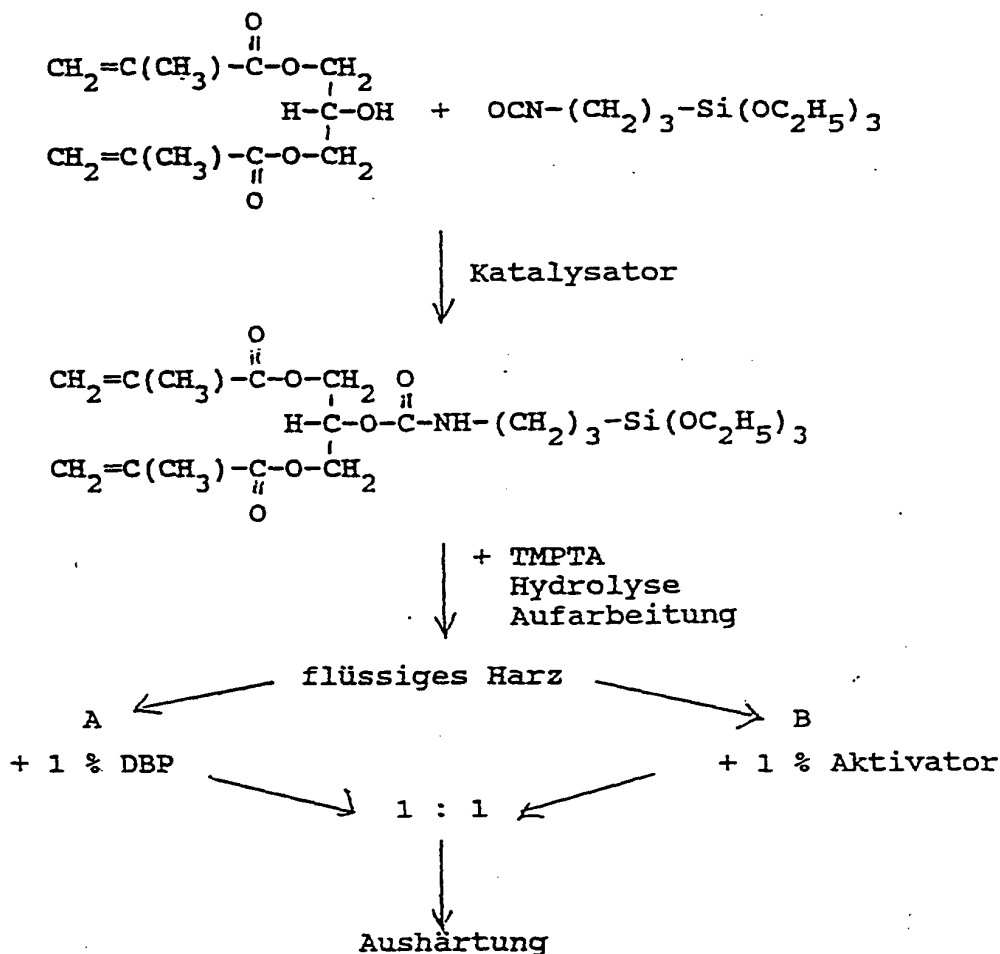 O
CH2=C(CH3)-C-O-CH2
H-C-OH + OCN-(CH2)3-Si(OC2H5)3
CH2=C(CH3)-C-O-CH2
O
Katalysator
O
CH2=C(CH3)-C-O-CH2 O
H-C-O-C-NH-(CH2)3-Si(OC2H5)3
CH2=C(CH3)-C-O-CH2
O
+ TMPTA
Hydrolyse
Aufarbeitung
flüssiges Harz
A B
+ 1 % DBP + 1 % Aktivator
1 : 1
Aushärtung